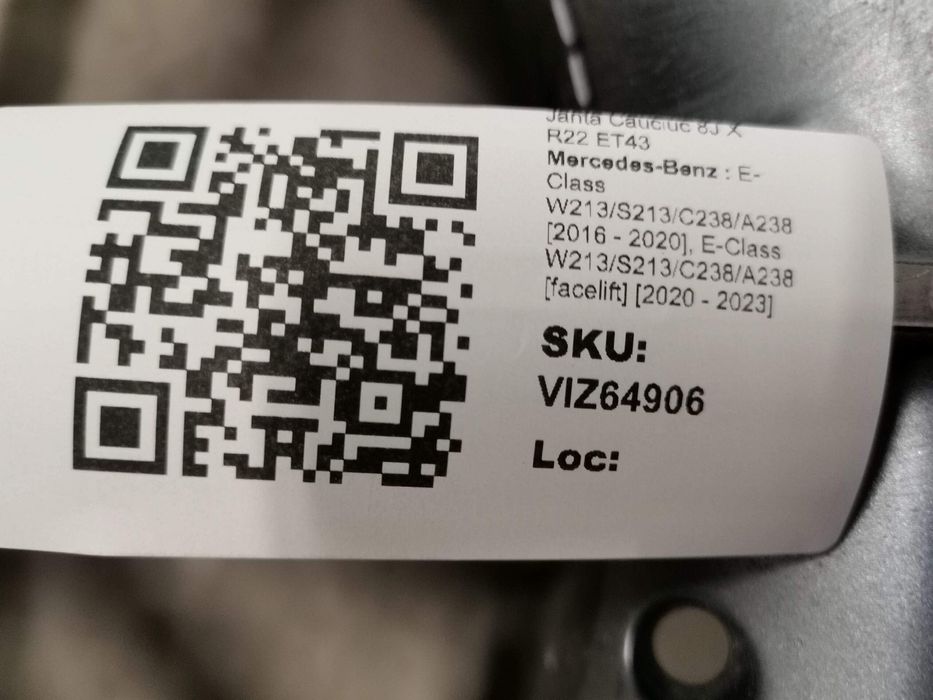 Janta Cauciuc 8J X
R22 ET43
Mercedes-Benz : E-
Class
W213/S213/C238/A238
[2016 - 2020], E-Class
W213/S213/C238/A238
[facelift] [2020 - 2023]
SKU:
VIZ64906
Loc: